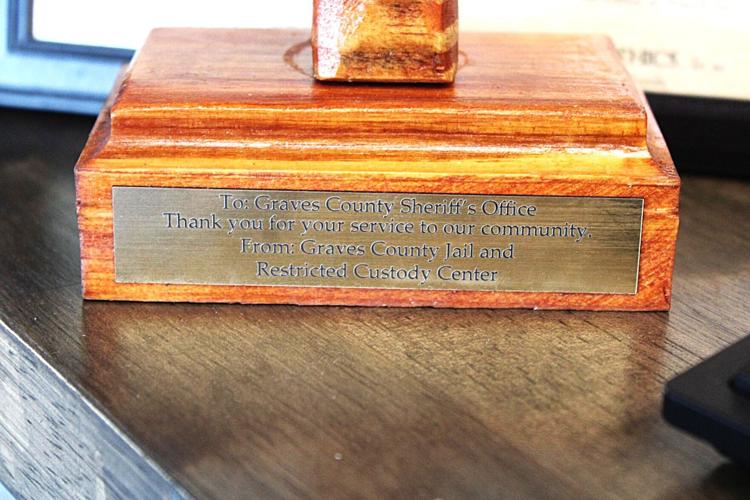 To: Graves County Sheriff's Office
Thank you for your service to our community.
From: Graves County Jail and
Restricted Custody Center